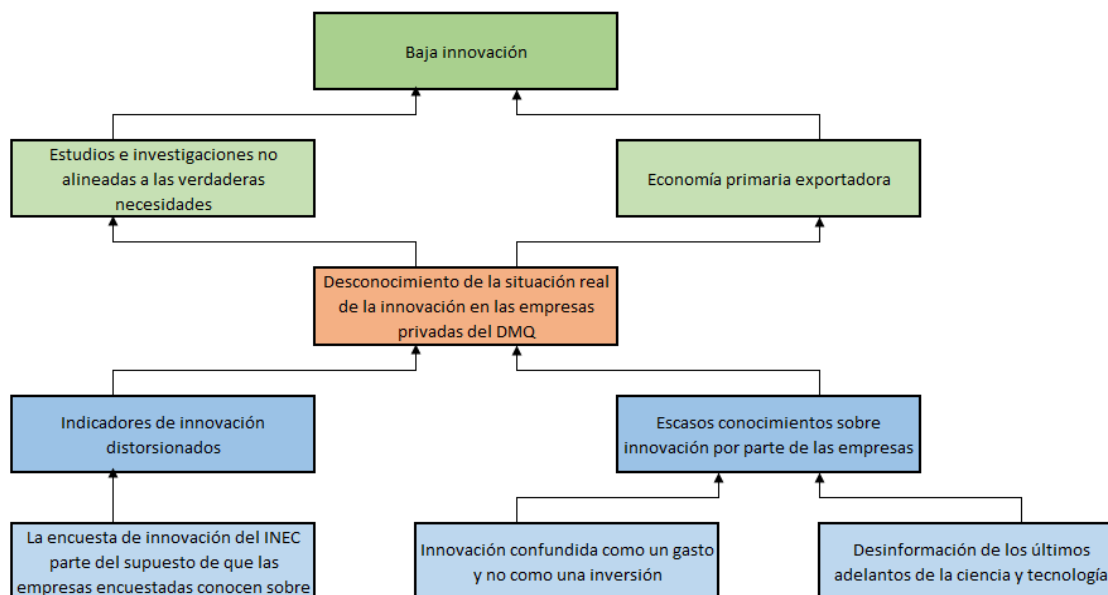 Baja innovación
Estudios e investigaciones no
alineadas a las verdaderas
necesidades
Economía primaria exportadora
Desconocimiento de la situación real
de la innovación en las empresas
privadas del DMQ
Indicadores de innovación
distorsionados
Escasos conocimientos sobre
innovación por parte de las empresas
La encuesta de innovación del INEC
parte del supuesto de que las
empresas encuestadas conocen sobre
Innovación confundida como un gasto
y no como una inversión
Desinformación de los últimos
adelantos de la ciencia y tecnología